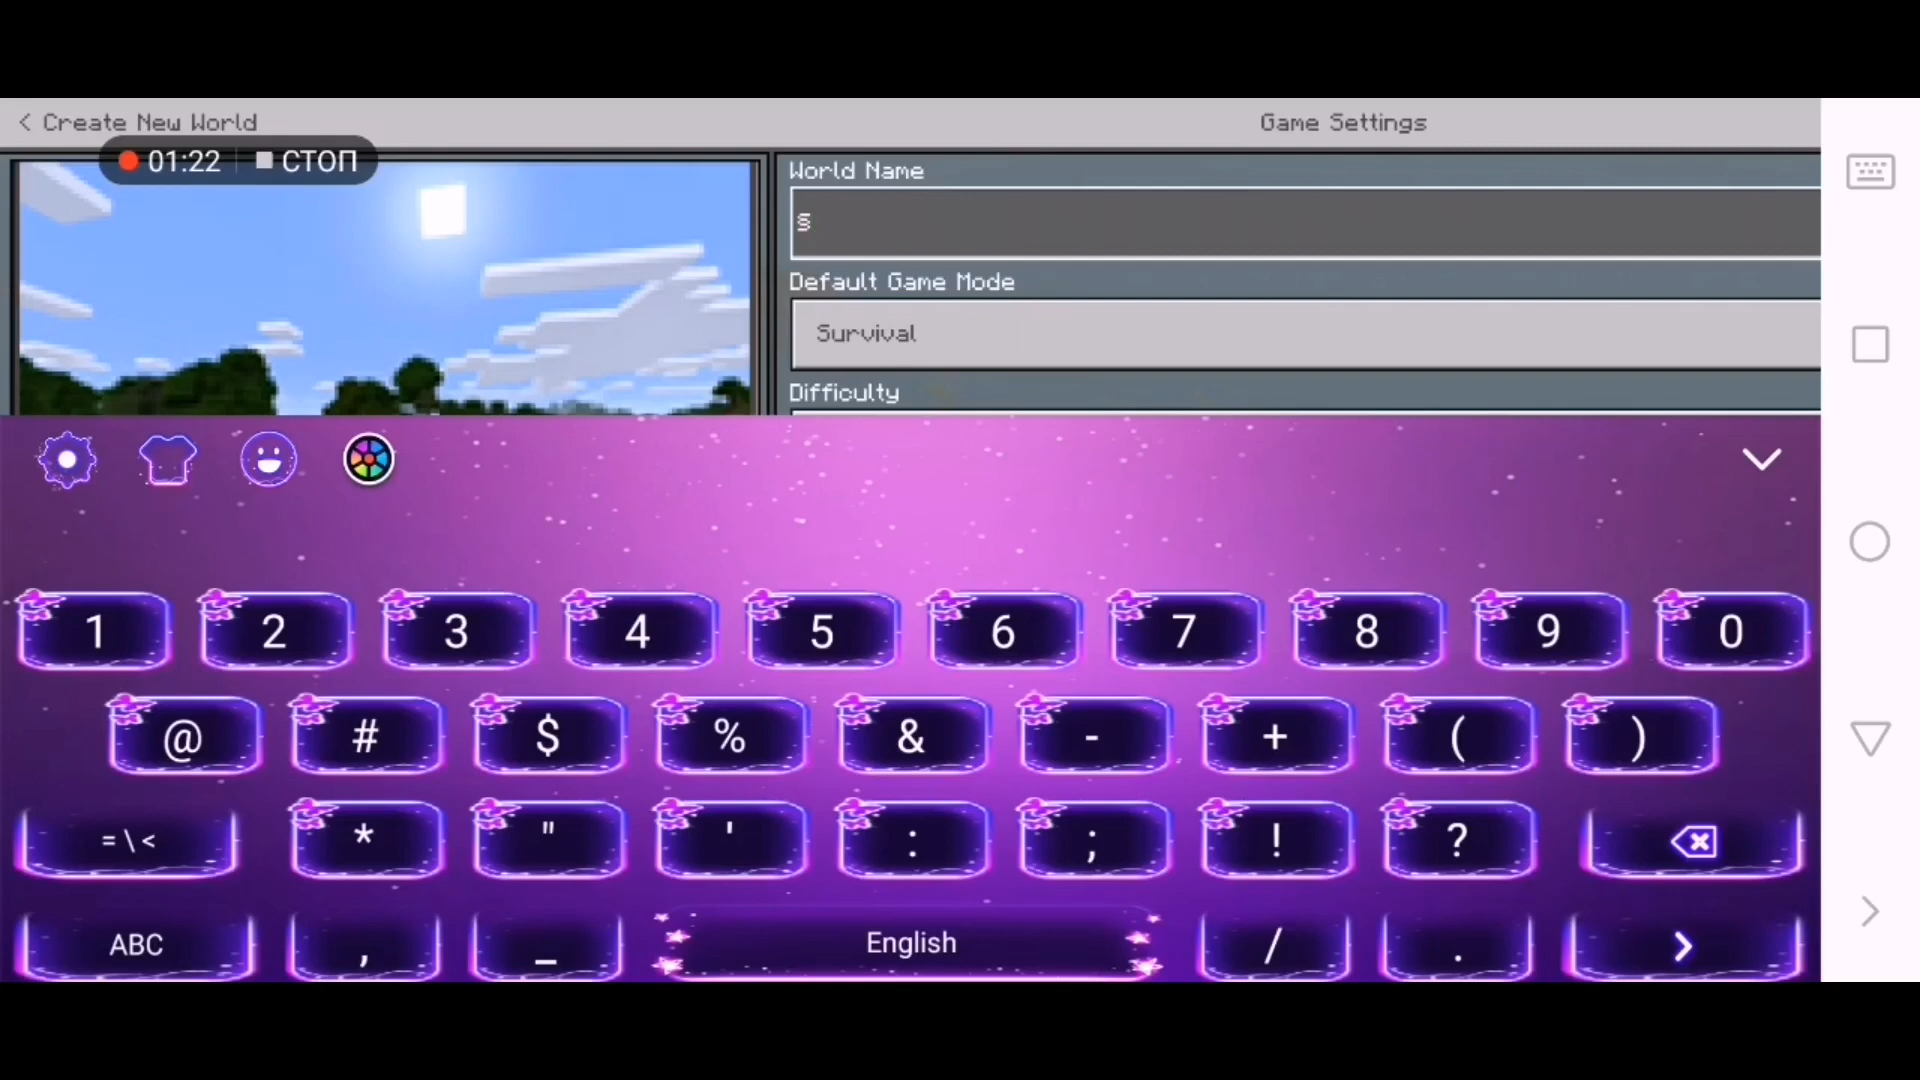 Create New World
Game Settings
01:22 СТОП
World Name
§
Default Game Mode
Survival
Difficulty
1 2 3 4 5 6 7 8 9 0
@ # $ % & - + ( )
= \ < * " ' : ; ! ?
ABC , _ English / .